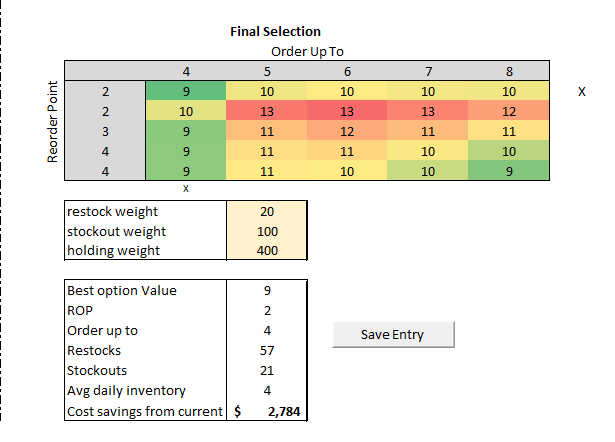 Final Selection
Order Up To
4 5 6 7 8
Reorder Point
2 9 10 10 10 10 X
2 10 13 13 13 12
3 9 11 12 11 11
4 9 11 11 10 10
4 9 11 10 10 9
x
restock weight 20
stockout weight 100
holding weight 400
Best option Value 9
ROP 2
Order up to 4
Restocks 57
Stockouts 21
Avg daily inventory 4
Cost savings from current $ 2,784
Save Entry